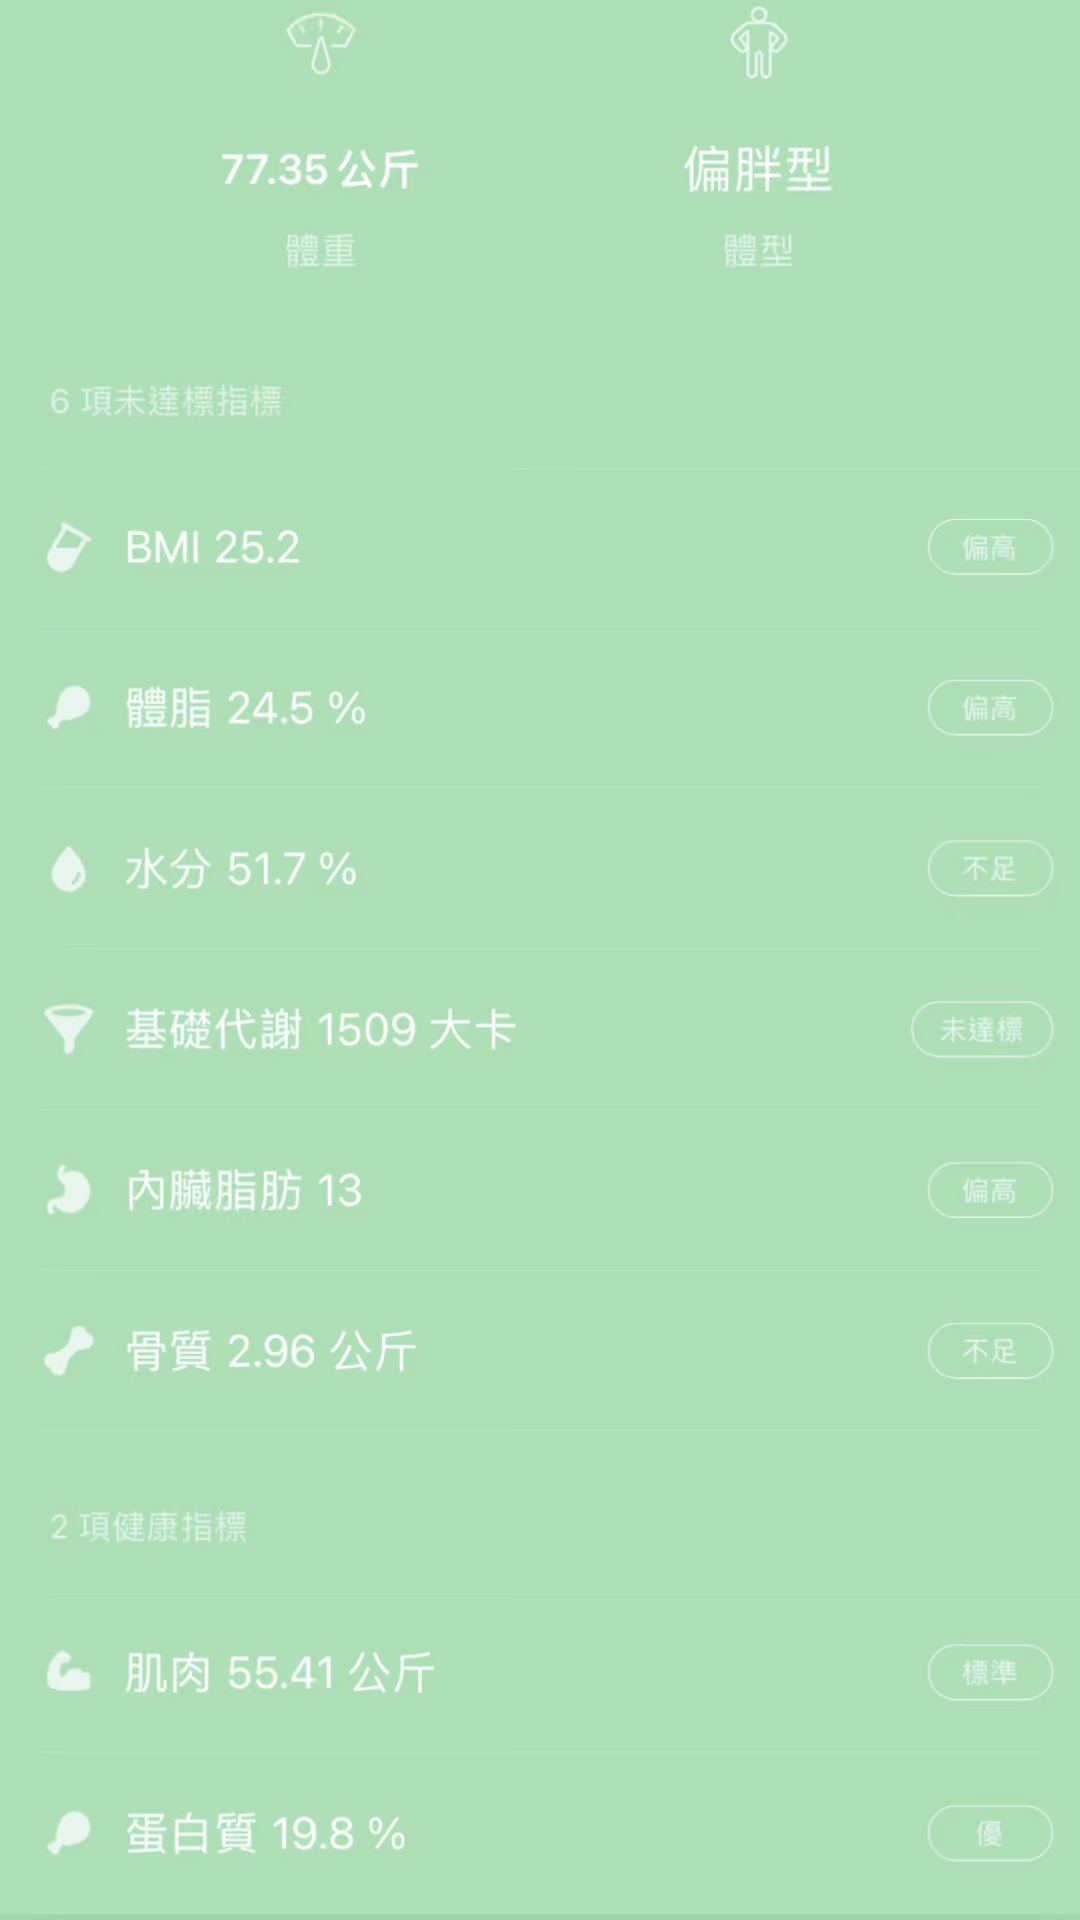 77.35 公斤
偏胖型
體重
體型
6 項未達標指標
BMI 25.2
偏高
體脂 24.5 %
偏高
水分 51.7 %
不足
基礎代謝 1509 大卡
未達標
內臟脂肪 13
偏高
骨質 2.96 公斤
不足
2 項健康指標
肌肉 55.41 公斤
標準
蛋白質 19.8 %
優